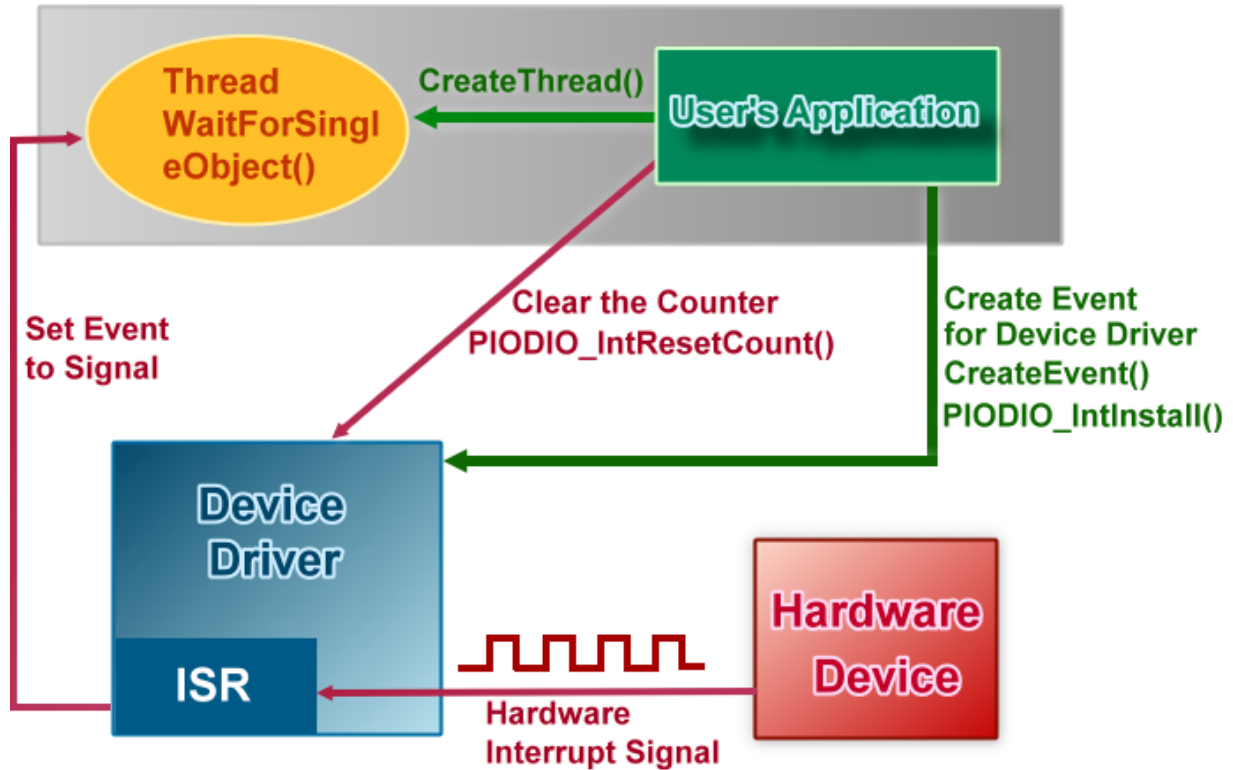 Thread
WaitForSingl
eObject()
CreateThread()
User's Application
Set Event
to Signal
Clear the Counter
PIODIO_IntResetCount()
Create Event
for Device Driver
CreateEvent()
PIODIO_IntInstall()
Device
Driver
ISR
Hardware
Interrupt Signal
Hardware
Device